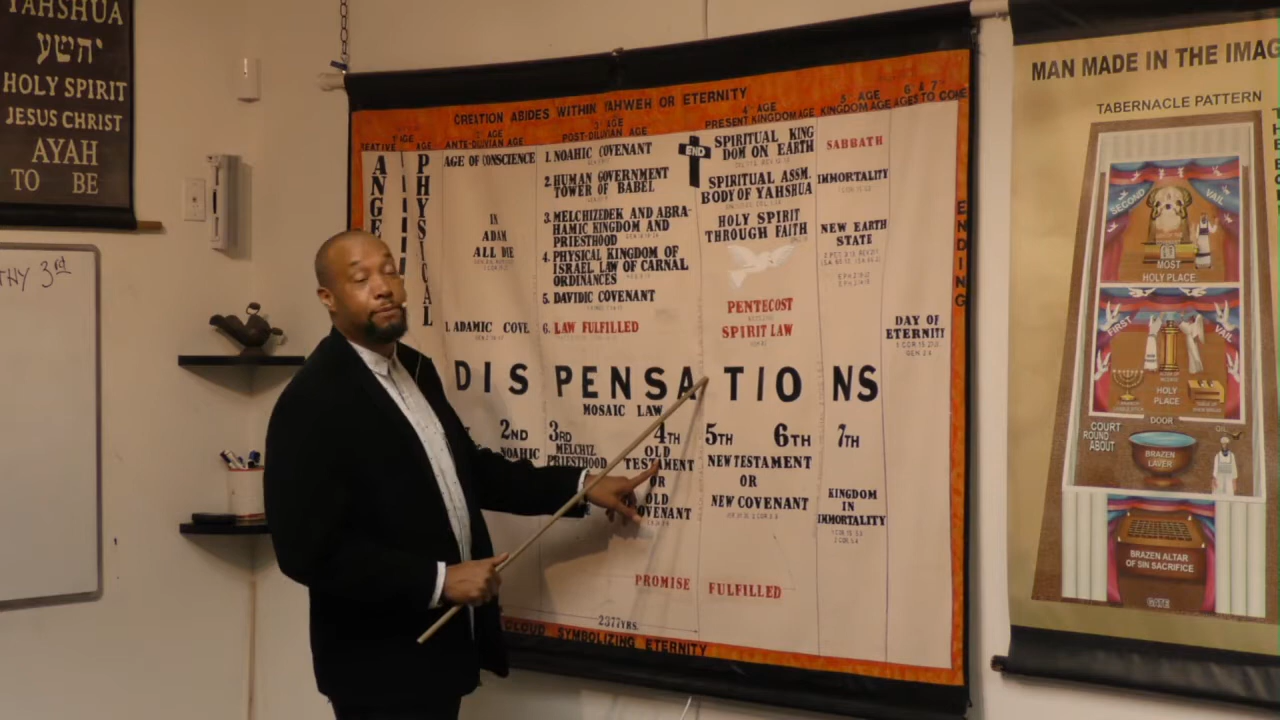 YAHSHUA
יהשע
HOLY SPIRIT
JESUS CHRIST
AYAH
TO BE
THY 3rd
CREATION ABIDES WITHIN YAHWEH OR ETERNITY
AGE
ANTE-DILUVIAN AGE
POST-DILUVIAN AGE
4 AGE
PRESENT KINGDOM AGE
5 AGE
KINGDOM AGE
6 & 7
AGES TO COME
PHYSICAL
AGE OF CONSCIENCE
IN
ADAM
ALL DIE
1. ADAMIC COVE.
1. NOAHIC COVENANT
2. HUMAN GOVERNMENT
TOWER OF BABEL
3. MELCHIZEDEK AND ABRA-
HAMIC KINGDOM AND
PRIESTHOOD
4. PHYSICAL KINGDOM OF
ISRAEL LAW OF CARNAL
ORDINANCES
5. DAVIDIC COVENANT
6. LAW FULFILLED
END
SPIRITUAL KING
DOM ON EARTH
SPIRITUAL ASSM.
BODY OF YAHSHUA
HOLY SPIRIT
THROUGH FAITH
PENTECOST
SPIRIT LAW
SABBATH
IMMORTALITY
NEW EARTH
STATE
DAY OF
ETERNITY
ENDING
DISPENSATIONS
MOSAIC LAW
2ND
NOAHIC
3RD
MELCHIZ.
PRIESTHOOD
4TH
OLD
TESTAMENT
OR
OLD
COVENANT
5TH 6TH
NEW TESTAMENT
OR
NEW COVENANT
7TH
KINGDOM
IN
IMMORTALITY
PROMISE FULFILLED
2377YRS.
CLOUD SYMBOLIZING ETERNITY
MAN MADE IN THE IMAG
TABERNACLE PATTERN
SECOND VAIL
MOST
HOLY PLACE
FIRST VAIL
HOLY
PLACE
DOOR
COURT
ROUND
ABOUT
OIL
BRAZEN
LAVER
BRAZEN ALTAR
OF SIN SACRIFICE
GATE